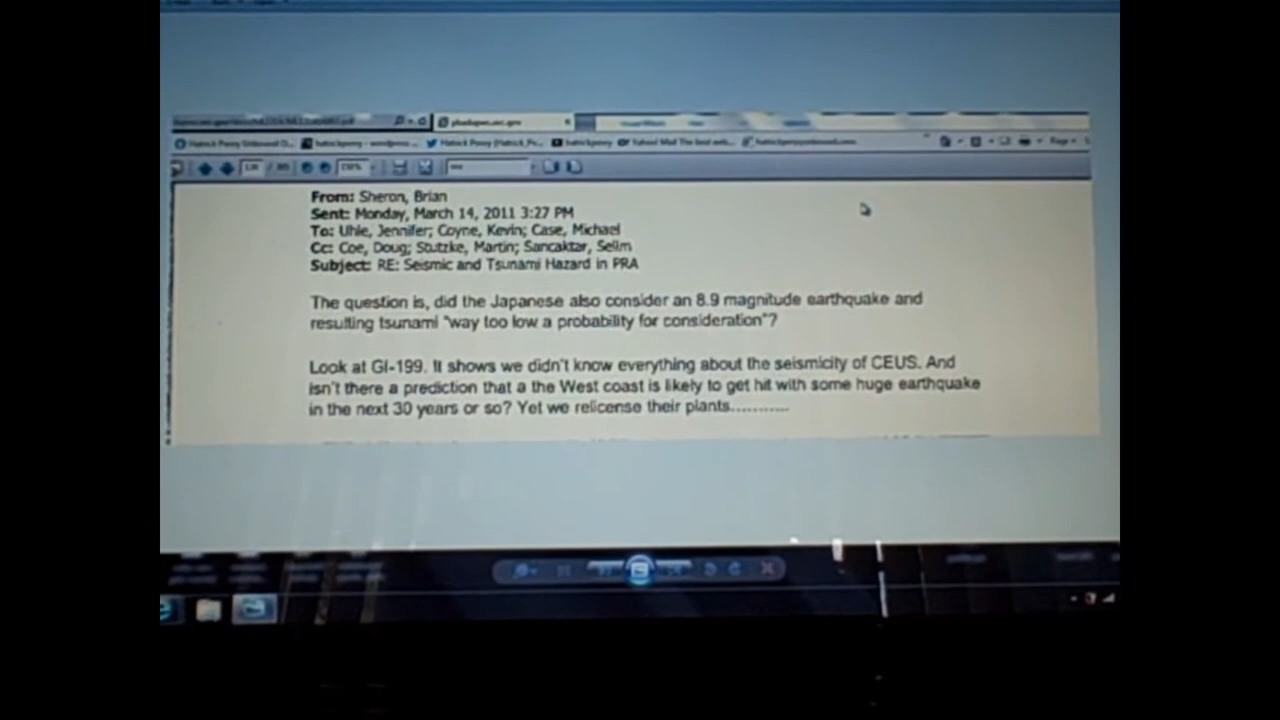 pbadupws.nrc.gov
From: Sheron, Brian
Sent: Monday, March 14, 2011 3:27 PM
To: Uhle, Jennifer; Coyne, Kevin; Case, Michael
Cc: Coe, Doug; Stutzke, Martin; Sancaktar, Selim
Subject: RE: Seismic and Tsunami Hazard in PRA
The question is, did the Japanese also consider an 8.9 magnitude earthquake and
resulting tsunami "way too low a probability for consideration"?
Look at GI-199. It shows we didn't know everything about the seismicity of CEUS. And
isn't there a prediction that a the West coast is likely to get hit with some huge earthquake
in the next 30 years or so? Yet we relicense their plants...........